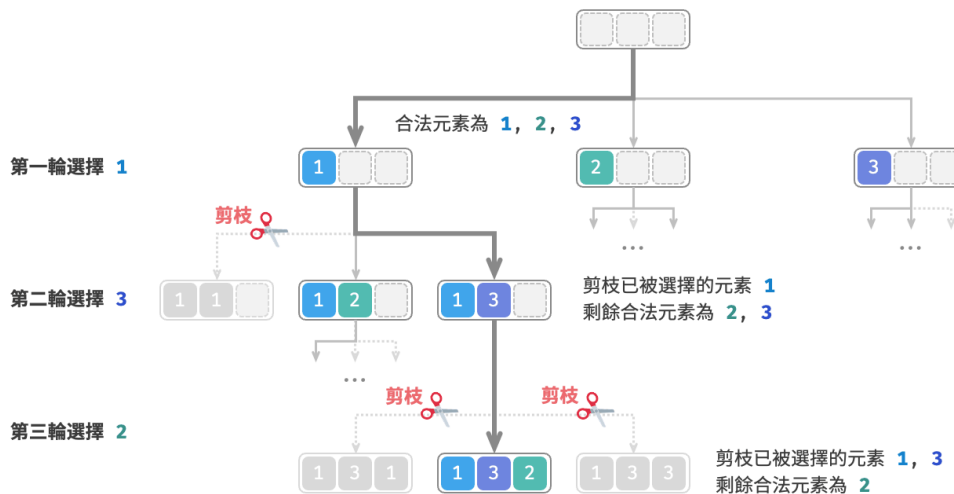 合法元素為 1, 2, 3
第一輪選擇 1
1
2
3
剪枝
...
...
第二輪選擇 3
1 1
1 2
1 3
剪枝已被選擇的元素 1
剩餘合法元素為 2, 3
...
剪枝
剪枝
第三輪選擇 2
1 3 1
1 3 2
1 3 3
剪枝已被選擇的元素 1, 3
剩餘合法元素為 2